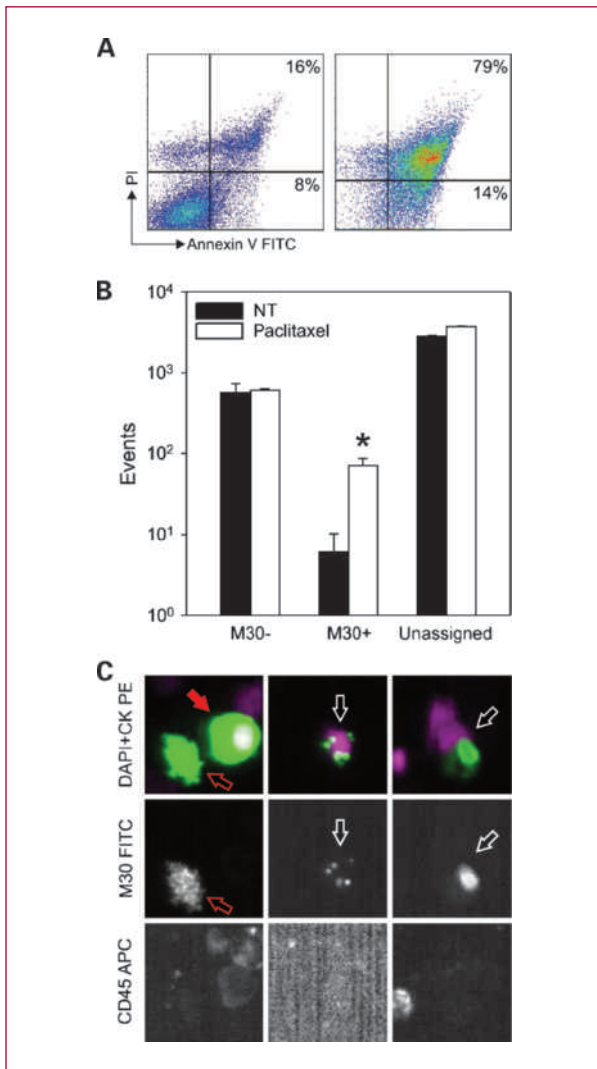 A
16%
79%
8%
14%
PI
Annexin V FITC
B
10⁴
NT
Paclitaxel
10³
*
10²
10¹
10⁰
Events
M30-
M30+
Unassigned
C
DAPI+CK PE
M30 FITC
CD45 APC